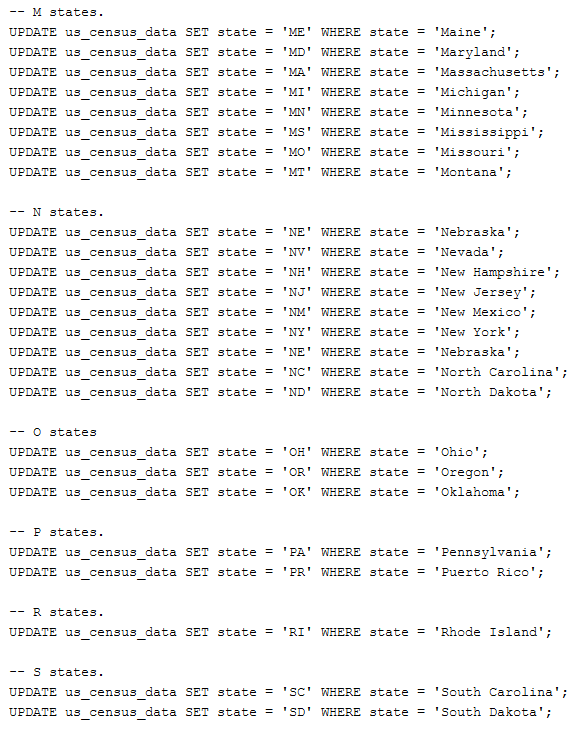 -- M states.
UPDATE us_census_data SET state = 'ME' WHERE state = 'Maine';
UPDATE us_census_data SET state = 'MD' WHERE state = 'Maryland';
UPDATE us_census_data SET state = 'MA' WHERE state = 'Massachusetts';
UPDATE us_census_data SET state = 'MI' WHERE state = 'Michigan';
UPDATE us_census_data SET state = 'MN' WHERE state = 'Minnesota';
UPDATE us_census_data SET state = 'MS' WHERE state = 'Mississippi';
UPDATE us_census_data SET state = 'MO' WHERE state = 'Missouri';
UPDATE us_census_data SET state = 'MT' WHERE state = 'Montana';

-- N states.
UPDATE us_census_data SET state = 'NE' WHERE state = 'Nebraska';
UPDATE us_census_data SET state = 'NV' WHERE state = 'Nevada';
UPDATE us_census_data SET state = 'NH' WHERE state = 'New Hampshire';
UPDATE us_census_data SET state = 'NJ' WHERE state = 'New Jersey';
UPDATE us_census_data SET state = 'NM' WHERE state = 'New Mexico';
UPDATE us_census_data SET state = 'NY' WHERE state = 'New York';
UPDATE us_census_data SET state = 'NE' WHERE state = 'Nebraska';
UPDATE us_census_data SET state = 'NC' WHERE state = 'North Carolina';
UPDATE us_census_data SET state = 'ND' WHERE state = 'North Dakota';

-- O states
UPDATE us_census_data SET state = 'OH' WHERE state = 'Ohio';
UPDATE us_census_data SET state = 'OR' WHERE state = 'Oregon';
UPDATE us_census_data SET state = 'OK' WHERE state = 'Oklahoma';

-- P states.
UPDATE us_census_data SET state = 'PA' WHERE state = 'Pennsylvania';
UPDATE us_census_data SET state = 'PR' WHERE state = 'Puerto Rico';

-- R states.
UPDATE us_census_data SET state = 'RI' WHERE state = 'Rhode Island';

-- S states.
UPDATE us_census_data SET state = 'SC' WHERE state = 'South Carolina';
UPDATE us_census_data SET state = 'SD' WHERE state = 'South Dakota';